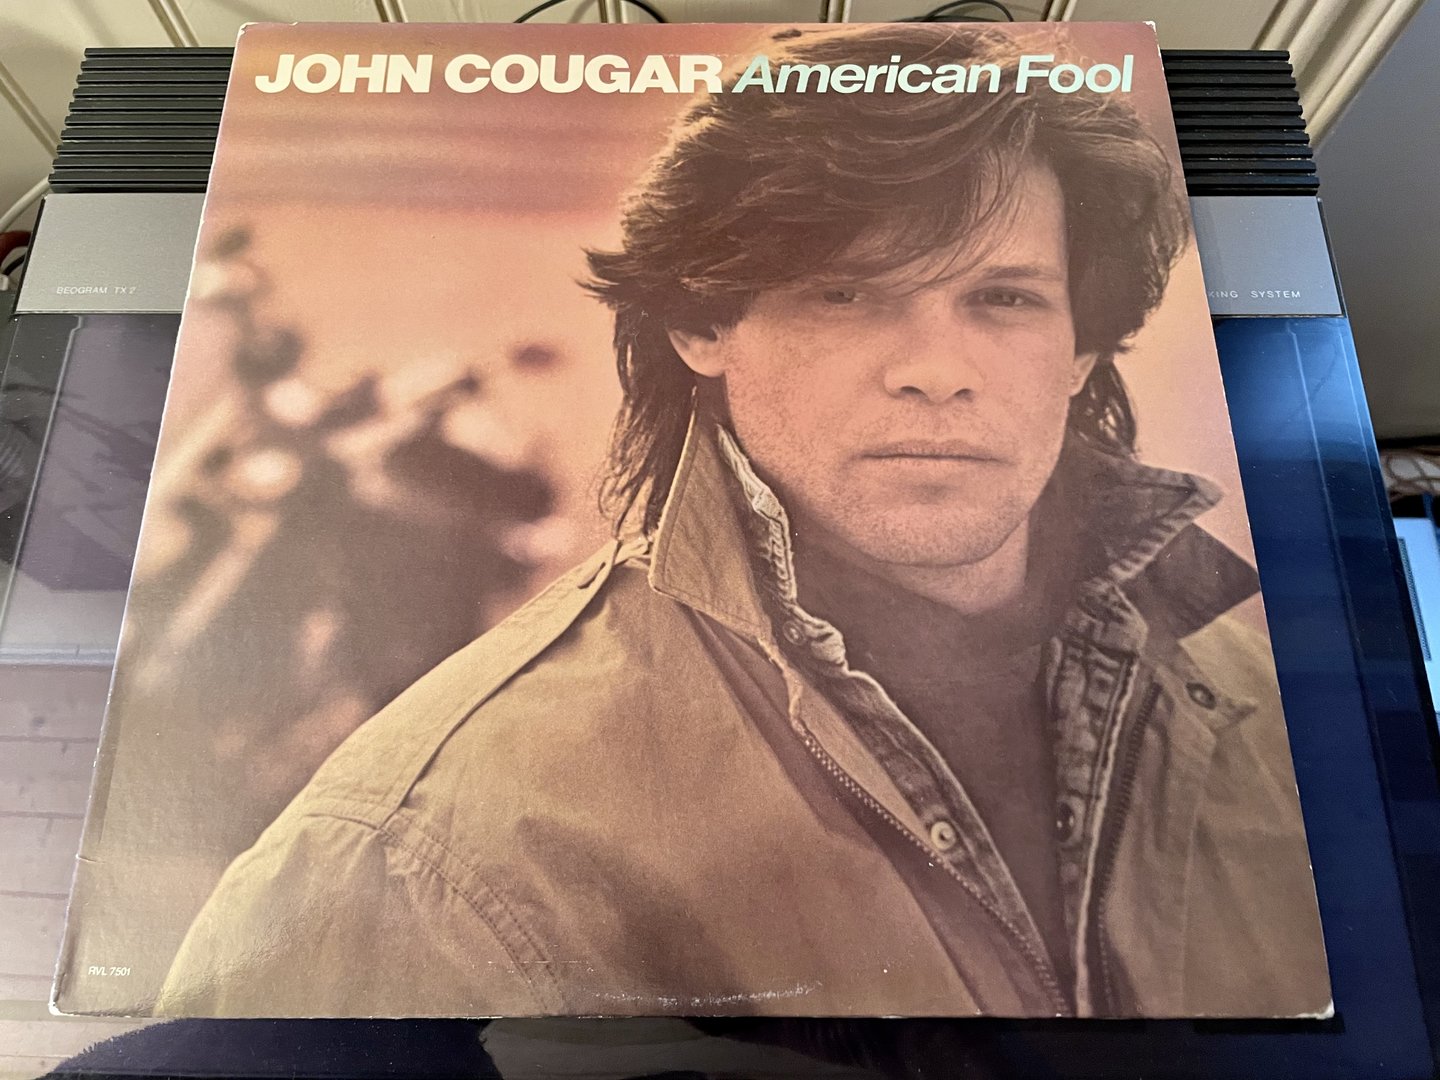 JOHN COUGAR American Fool
BEOGRAM TX 2
KING SYSTEM
RVL 7501